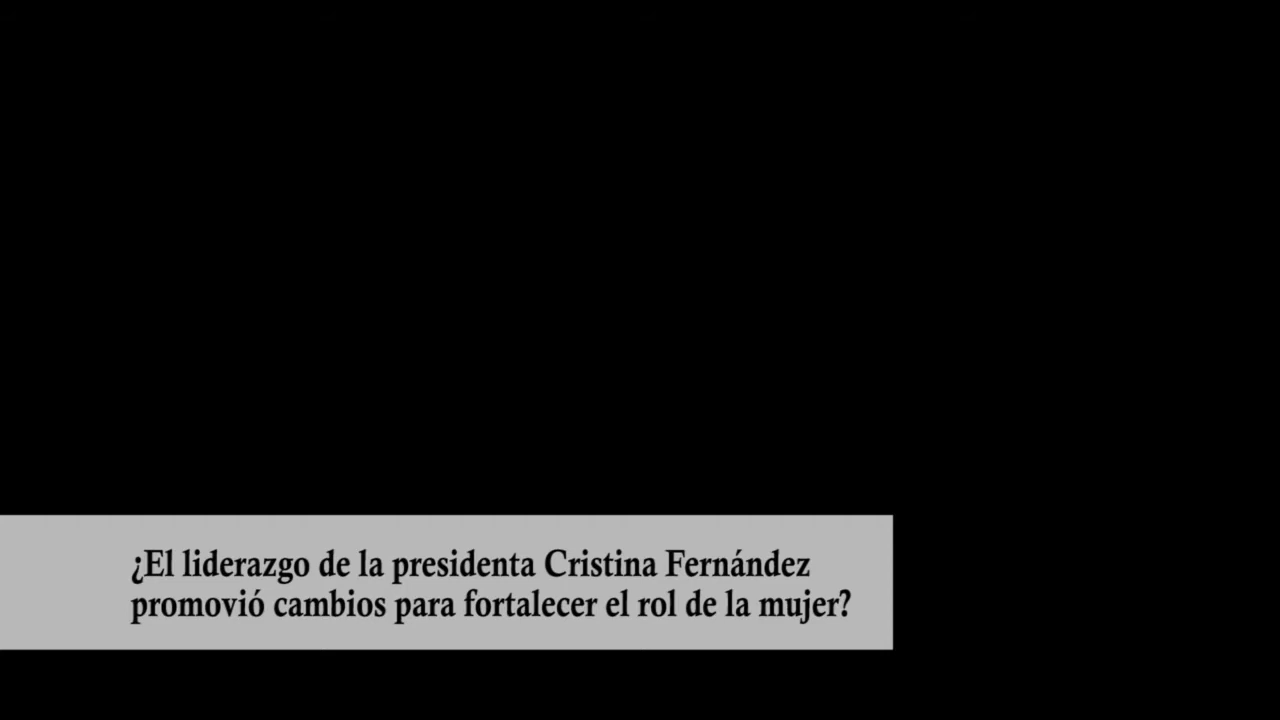 ¿El liderazgo de la presidenta Cristina Fernández
promovió cambios para fortalecer el rol de la mujer?